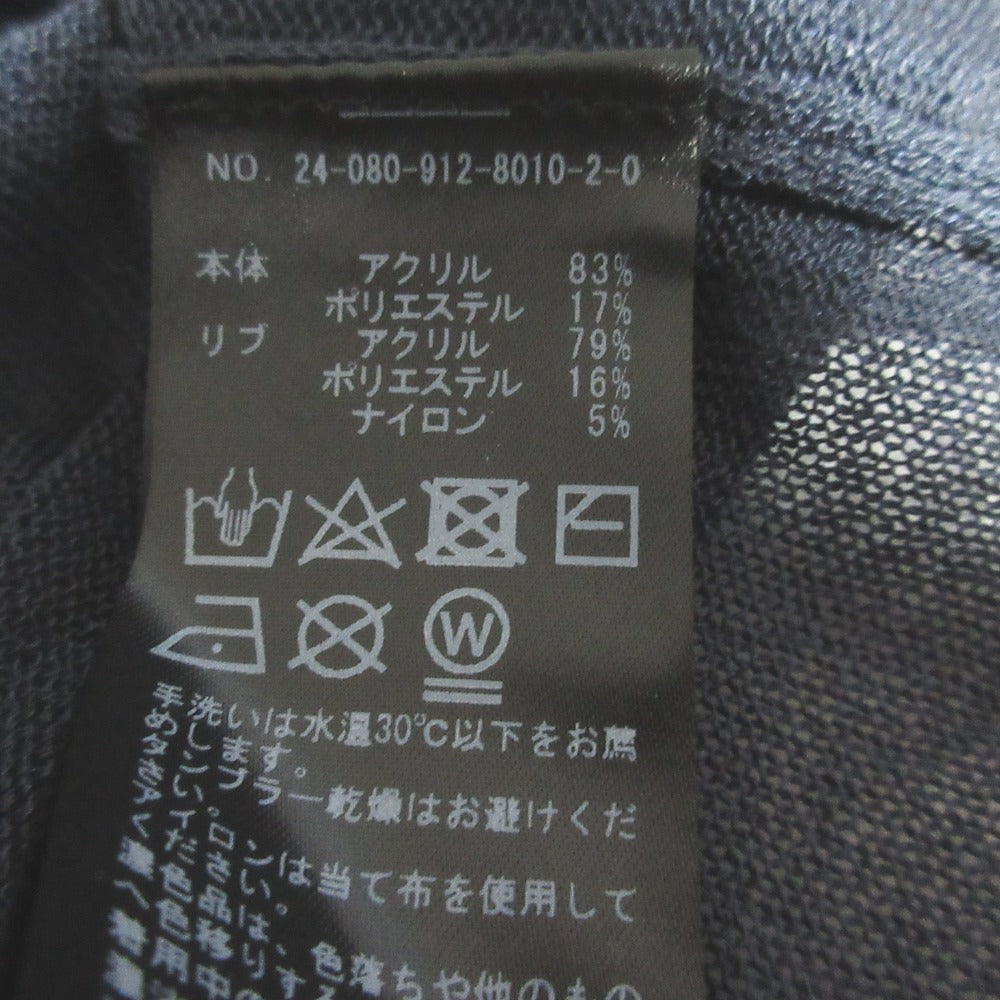 NO. 24-080-912-8010-2-0
本体 アクリル 83%
ポリエステル 17%
リブ アクリル 79%
ポリエステル 16%
ナイロン 5%
W
手洗いは水温30℃以下をお薦
めします。
タンブラー乾燥はお避けくだ
さい。
アイロンは当て布を使用して
ください。
色落ちや他のもの